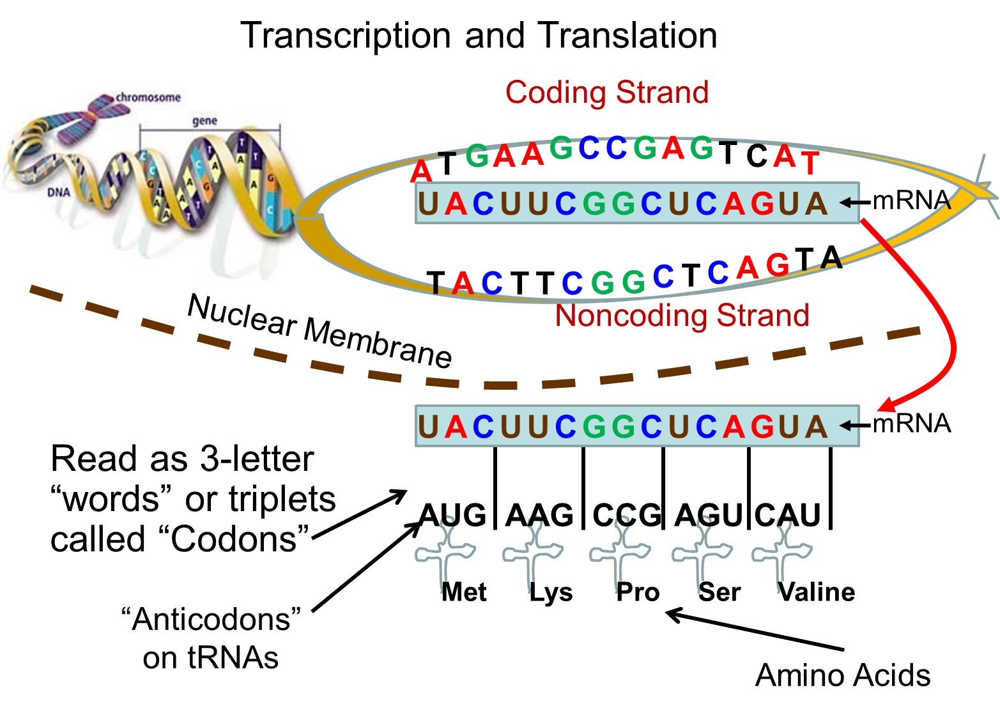 Transcription and Translation
Coding Strand
chromosome
gene
DNA
ATGAAGCCGAGTCAT
UACUUCGGCUCAGUA
mRNA
TACTTCGGCTCAGTA
Noncoding Strand
Nuclear Membrane
UACUUCGGCUCAGUA
mRNA
Read as 3-letter
“words” or triplets
called “Codons”
AUG AAG CCG AGU CAU
Met Lys Pro Ser Valine
“Anticodons”
on tRNAs
Amino Acids